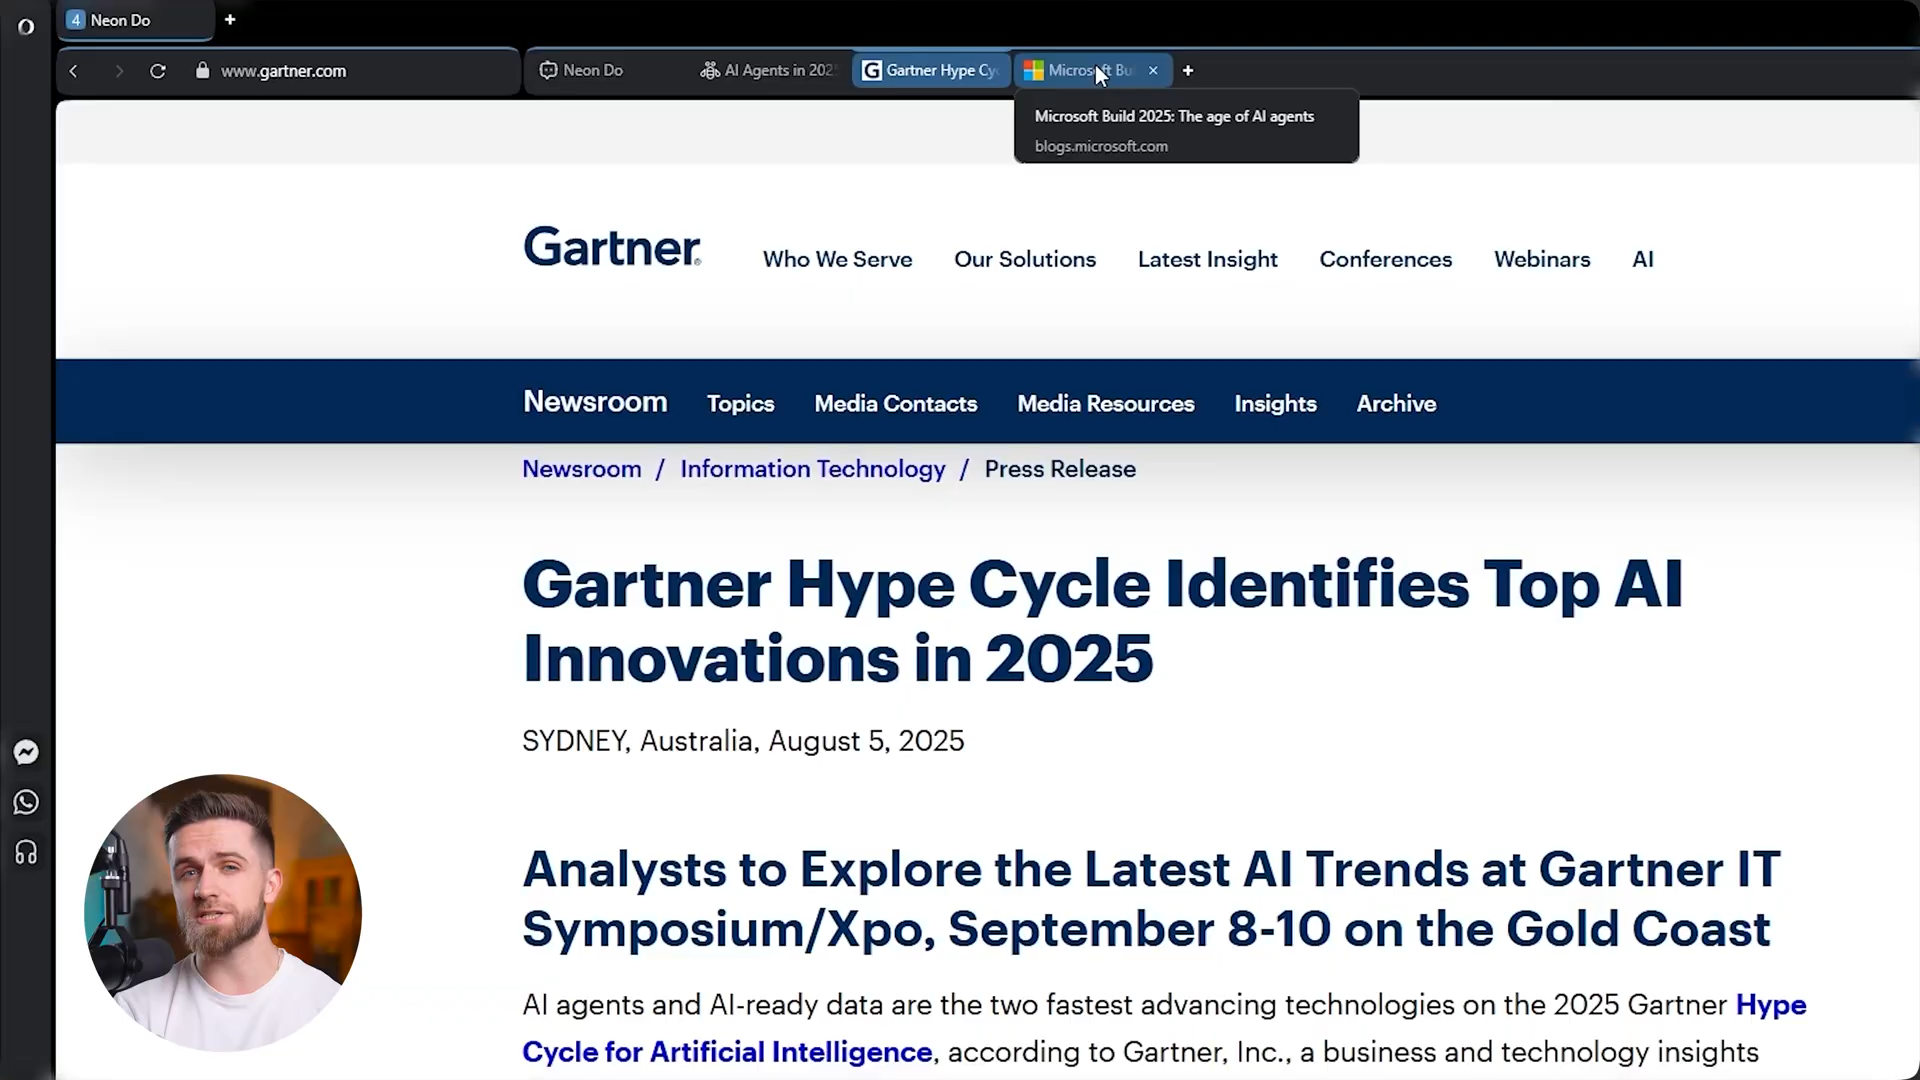 4 Neon Do
www.gartner.com
Neon Do
AI Agents in 202
Gartner Hype Cy
Microsoft Bu
Microsoft Build 2025: The age of AI agents
blogs.microsoft.com
Gartner®
Who We Serve
Our Solutions
Latest Insight
Conferences
Webinars
AI
Newsroom
Topics
Media Contacts
Media Resources
Insights
Archive
Newsroom / Information Technology / Press Release
Gartner Hype Cycle Identifies Top AI
Innovations in 2025
SYDNEY, Australia, August 5, 2025
Analysts to Explore the Latest AI Trends at Gartner IT
Symposium/Xpo, September 8-10 on the Gold Coast
AI agents and AI-ready data are the two fastest advancing technologies on the 2025 Gartner Hype
Cycle for Artificial Intelligence, according to Gartner, Inc., a business and technology insights